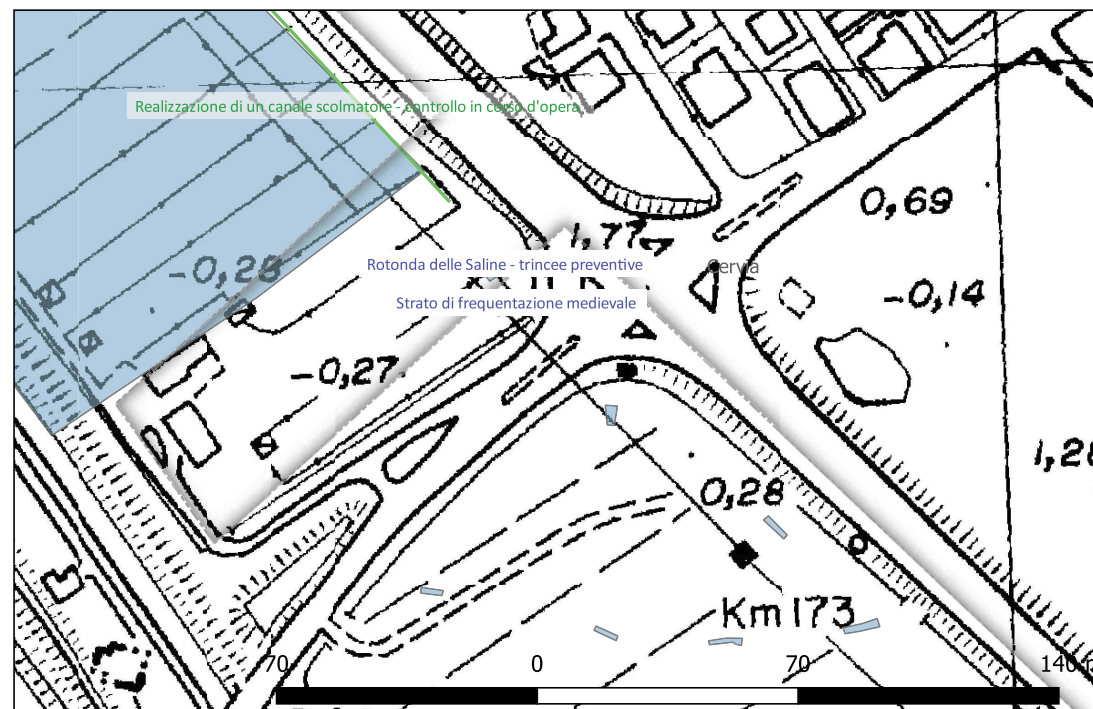 Realizzazione di un canale scolmatore - controllo in corso d'opera
0,69
1,77
Rotonda delle Saline - trincee preventive
Cervia
-0,28
-0,14
Strato di frequentazione medievale
-0,27
0,28
Km 173
70
0
70
140